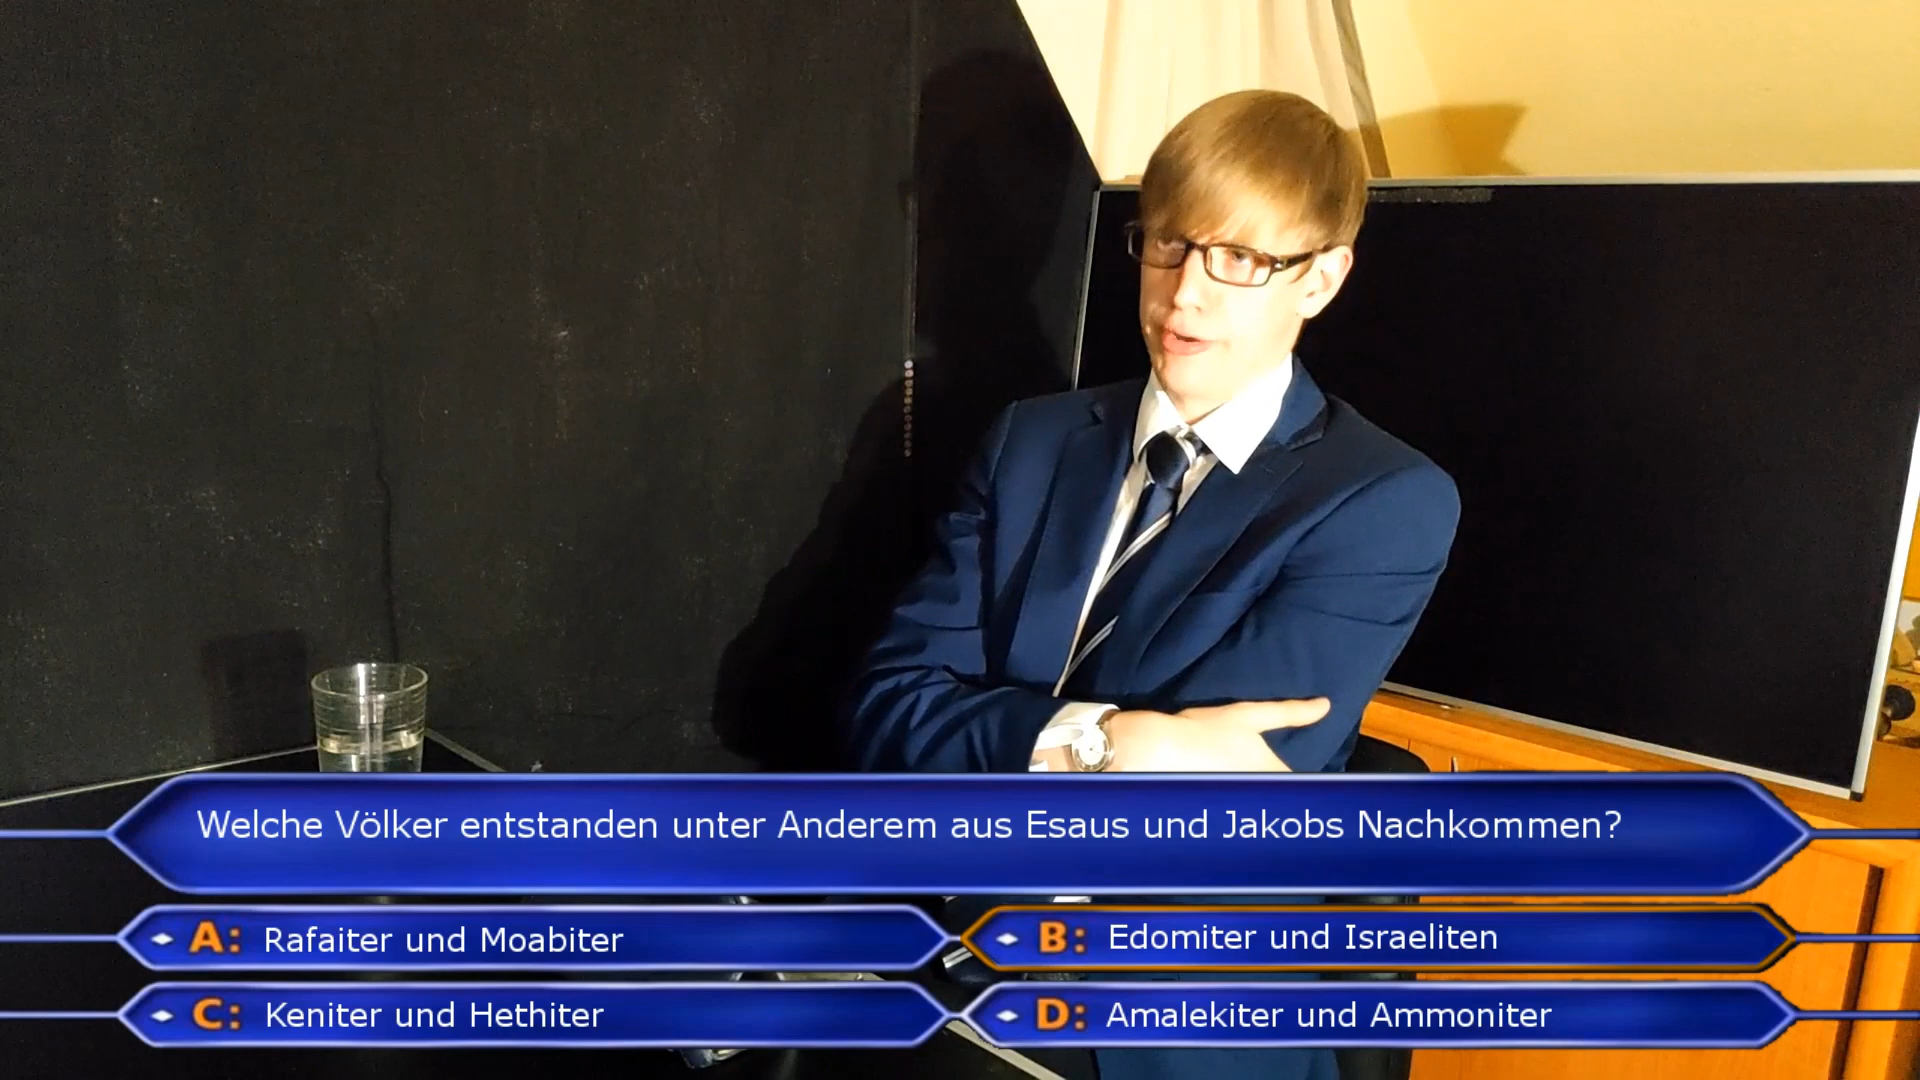 Welche Völker entstanden unter Anderem aus Esaus und Jakobs Nachkommen?
A: Rafaiter und Moabiter
B: Edomiter und Israeliten
C: Keniter und Hethiter
D: Amalekiter und Ammoniter